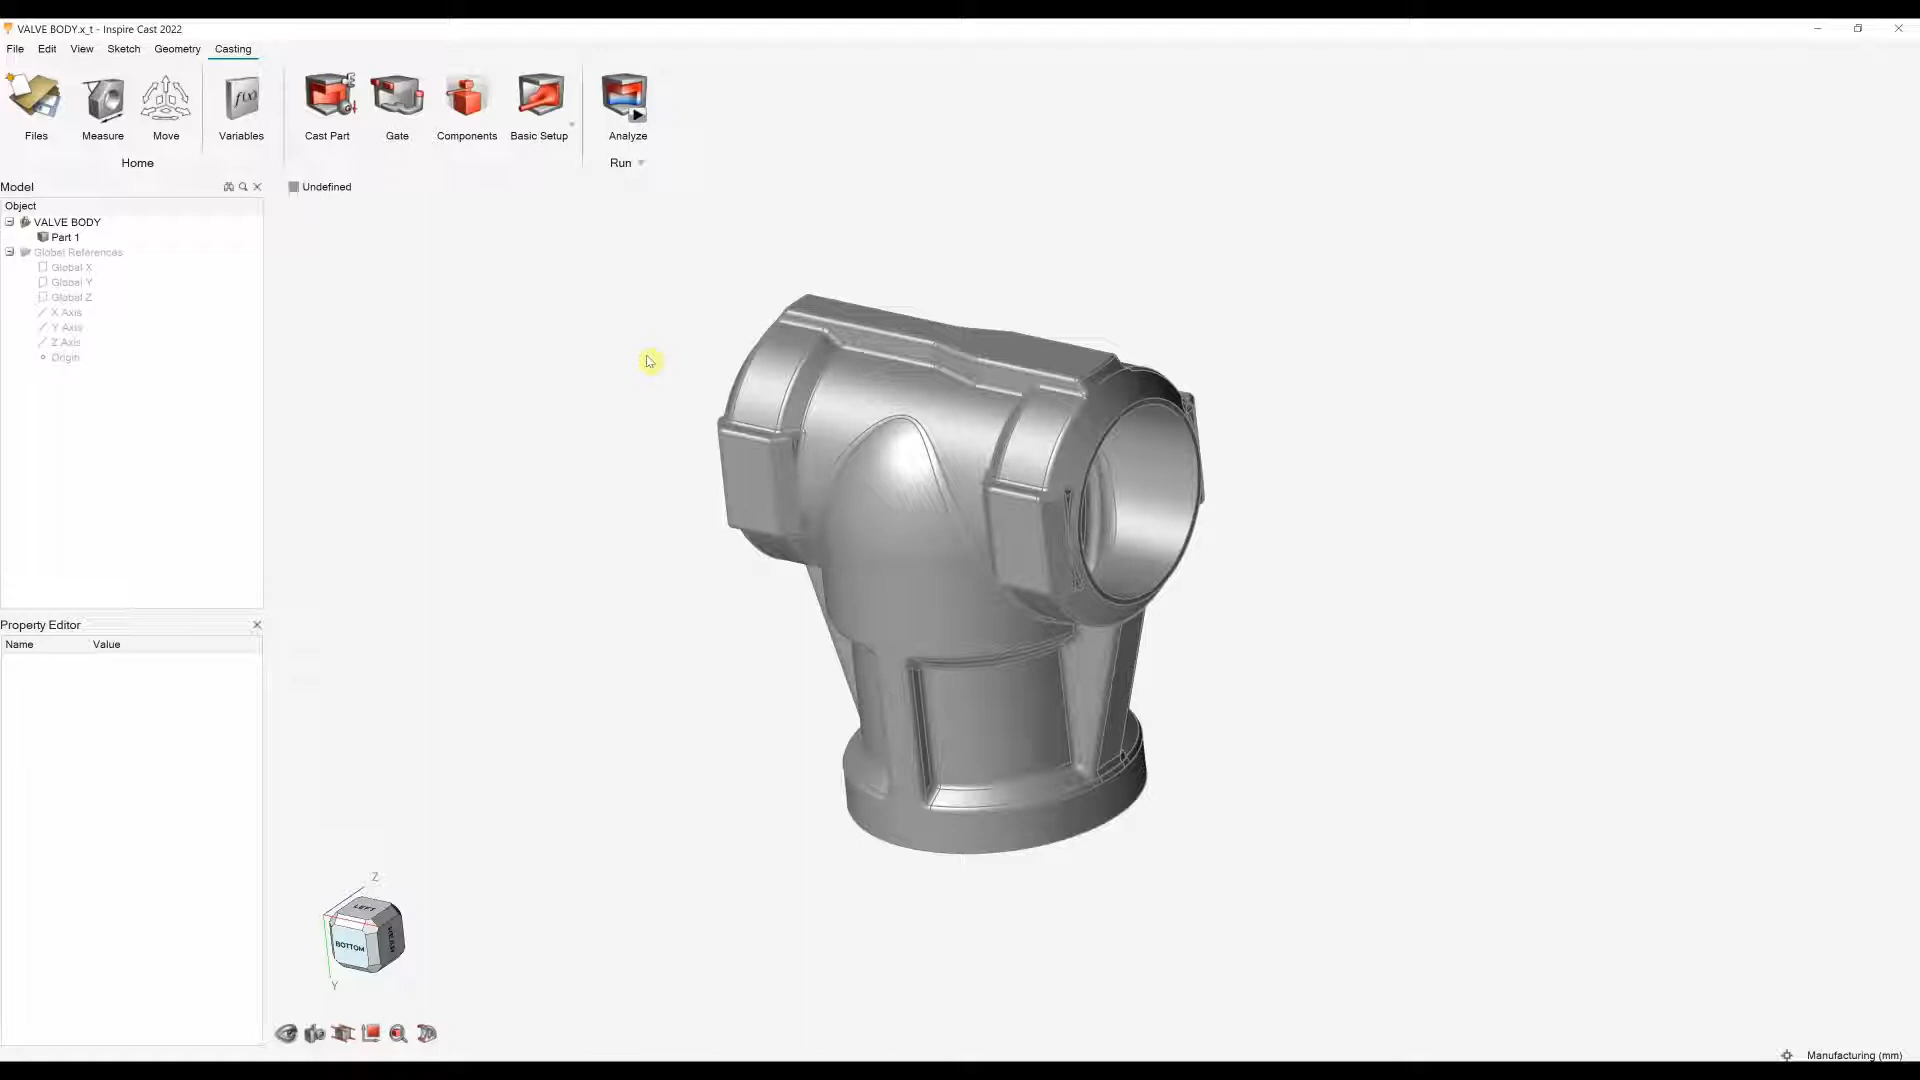 VALVE BODY.x_t - Inspire Cast 2022
File Edit View Sketch Geometry Casting
Files Measure Move Variables Cast Part Gate Components Basic Setup Analyze
Home Run
Model
Undefined
Object
VALVE BODY
Part 1
Global References
Global X
Global Y
Global Z
X Axis
Y Axis
Z Axis
Origin
Property Editor
Name Value
Z
LEFT
BOTTOM
Y
Manufacturing (mm)